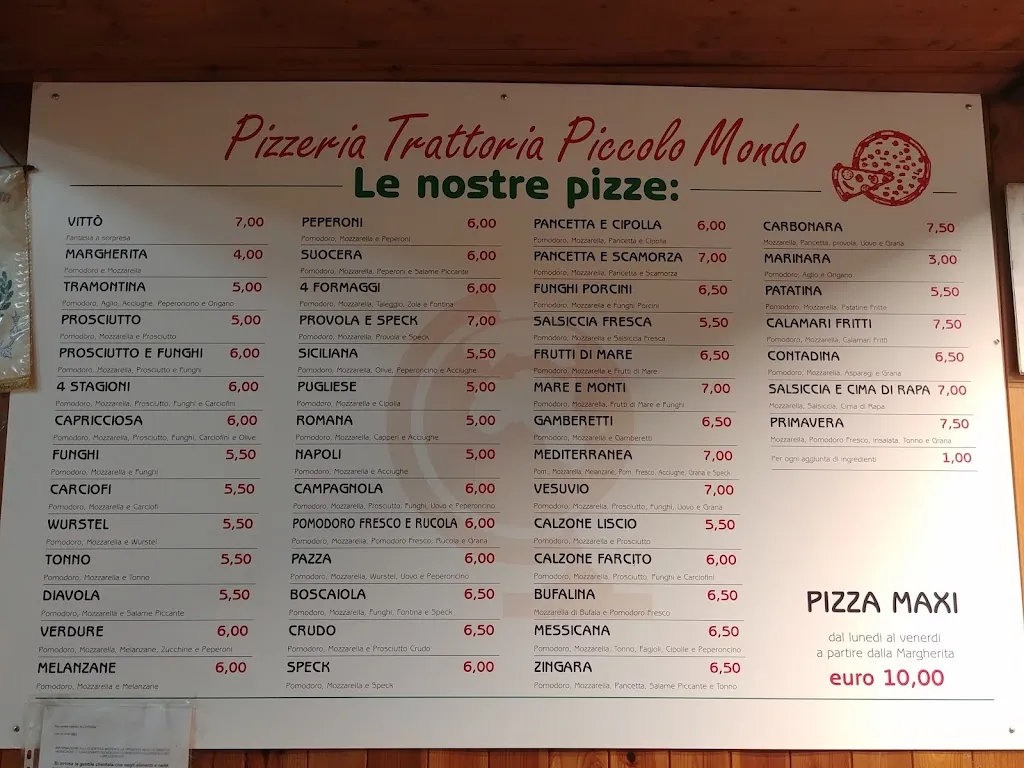 Pizzeria Trattoria Piccolo Mondo
Le nostre pizze:
VITTÒ 7,00
Fantasia a sorpresa
MARGHERITA 4,00
Pomodoro e Mozzarella
TRAMONTINA 5,00
Pomodoro, Aglio, Acciughe, Peperoncino e Origano
PROSCIUTTO 5,00
Pomodoro, Mozzarella e Prosciutto
PROSCIUTTO E FUNGHI 6,00
Pomodoro, Mozzarella, Prosciutto e Funghi
4 STAGIONI 6,00
Pomodoro, Mozzarella, Prosciutto, Funghi e Carciofini
CAPRICCIOSA 6,00
Pomodoro, Mozzarella, Prosciutto, Funghi, Carciofini e Olive
FUNGHI 5,50
Pomodoro, Mozzarella e Funghi
CARCIOFI 5,50
Pomodoro, Mozzarella e Carciofi
WURSTEL 5,50
Pomodoro, Mozzarella e Wurstel
TONNO 5,50
Pomodoro, Mozzarella e Tonno
DIAVOLA 5,50
Pomodoro, Mozzarella e Salame Piccante
VERDURE 6,00
Pomodoro, Mozzarella, Melanzane, Zucchine e Peperoni
MELANZANE 6,00
Pomodoro, Mozzarella e Melanzane
PEPERONI 6,00
Pomodoro, Mozzarella e Peperoni
SUOCERA 6,00
Pomodoro, Mozzarella, Peperoni e Salame Piccante
4 FORMAGGI 6,00
Pomodoro, Mozzarella, Taleggio, Zola e Fontina
PROVOLA E SPECK 7,00
Pomodoro, Mozzarella, Provola e Speck
SICILIANA 5,50
Pomodoro, Mozzarella, Olive, Peperoncino e Acciughe
PUGLIESE 5,00
Pomodoro, Mozzarella e Cipolla
ROMANA 5,00
Pomodoro, Mozzarella, Capperi e Acciughe
NAPOLI 5,00
Pomodoro, Mozzarella e Acciughe
CAMPAGNOLA 6,00
Pomodoro, Mozzarella, Prosciutto, Funghi, Uovo e Peperoncino
POMODORO FRESCO E RUCOLA 6,00
Pomodoro, Mozzarella, Pomodoro Fresco, Rucola e Grana
PAZZA 6,00
Pomodoro, Mozzarella, Wurstel, Uovo e Peperoncino
BOSCAIOLA 6,50
Pomodoro, Mozzarella, Funghi, Fontina e Speck
CRUDO 6,50
Pomodoro, Mozzarella e Prosciutto Crudo
SPECK 6,00
Pomodoro, Mozzarella e Speck
PANCETTA E CIPOLLA 6,00
Pomodoro, Mozzarella, Pancetta e Cipolla
PANCETTA E SCAMORZA 7,00
Pomodoro, Mozzarella, Pancetta e Scamorza
FUNGHI PORCINI 6,50
Pomodoro, Mozzarella e Funghi Porcini
SALSICCIA FRESCA 5,50
Pomodoro, Mozzarella e Salsiccia Fresca
FRUTTI DI MARE 6,50
Pomodoro, Mozzarella e Frutti di Mare
MARE E MONTI 7,00
Pomodoro, Mozzarella, Frutti di Mare e Funghi
GAMBERETTI 6,50
Pomodoro, Mozzarella e Gamberetti
MEDITERRANEA 7,00
Pom., Mozzarella, Melanzane, Pom. Fresco, Acciughe, Grana e Speck
VESUVIO 7,00
Pomodoro, Mozzarella, Prosciutto, Funghi, Uovo e Grana
CALZONE LISCIO 5,50
Pomodoro, Mozzarella e Prosciutto
CALZONE FARCITO 6,00
Pomodoro, Mozzarella, Prosciutto, Funghi e Carciofini
BUFALINA 6,50
Mozzarella di Bufala e Pomodoro Fresco
MESSICANA 6,50
Pomodoro, Mozzarella, Tonno, Fagioli, Cipolle e Peperoncino
ZINGARA 6,50
Pomodoro, Mozzarella, Pancetta, Salame Piccante e Tonno
CARBONARA 7,50
Mozzarella, Pancetta, provola, Uovo e Grana
MARINARA 3,00
Pomodoro, Aglio e Origano
PATATINA 5,50
Pomodoro, Mozzarella, Patatine Fritte
CALAMARI FRITTI 7,50
Pomodoro, Mozzarella, Calamari Fritti
CONTADINA 6,50
Pomodoro, Mozzarella, Asparagi e Grana
SALSICCIA E CIMA DI RAPA 7,00
Mozzarella, Salsiccia, Cima di Rapa
PRIMAVERA 7,50
Mozzarella, Pomodoro Fresco, Insalata, Tonno e Grana
Per ogni aggiunta di ingredienti 1,00
PIZZA MAXI
dal lunedi al venerdi
a partire dalla Margherita
euro 10,00